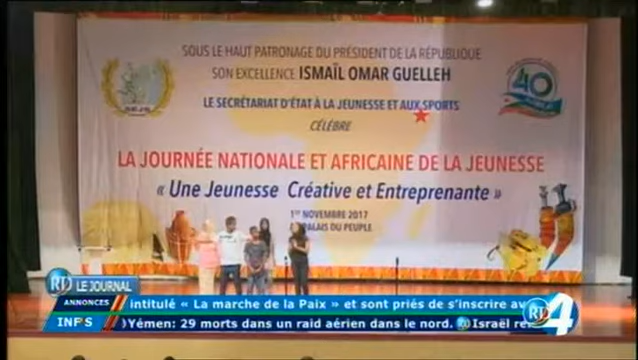 SOUS LE HAUT PATRONAGE DU PRÉSIDENT DE LA RÉPUBLIQUE
SON EXCELLENCE ISMAÏL OMAR GUELLEH
40
LE SECRÉTARIAT D'ÉTAT À LA JEUNESSE ET AUX SPORTS
CÉLÈBRE
LA JOURNÉE NATIONALE ET AFRICAINE DE LA JEUNESSE
« Une Jeunesse Créative et Entreprenante »
1ER NOVEMBRE 2017
PALAIS DU PEUPLE
LE JOURNAL
ANNONCES intitulé « La marche de la Paix » et sont priés de s'inscrire
INFOS Yémen: 29 morts dans un raid aérien dans le nord. Israël
4